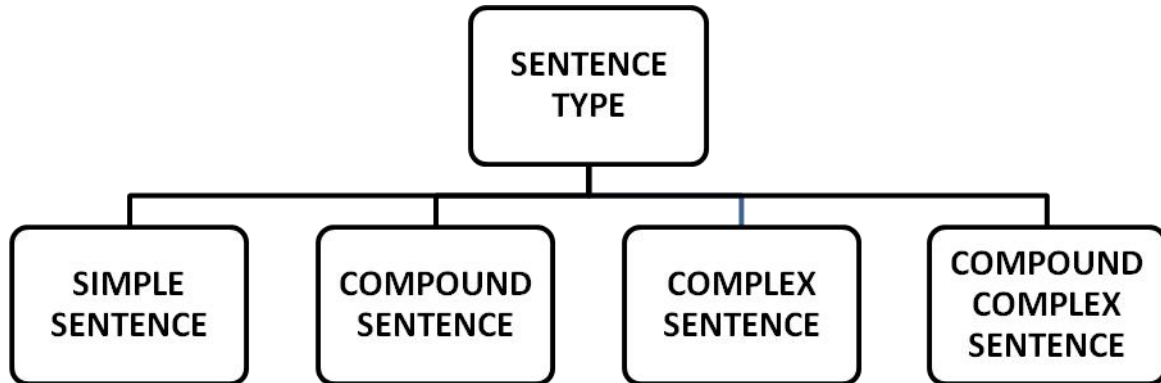 SENTENCE
TYPE
SIMPLE
SENTENCE
COMPOUND
SENTENCE
COMPLEX
SENTENCE
COMPOUND
COMPLEX
SENTENCE